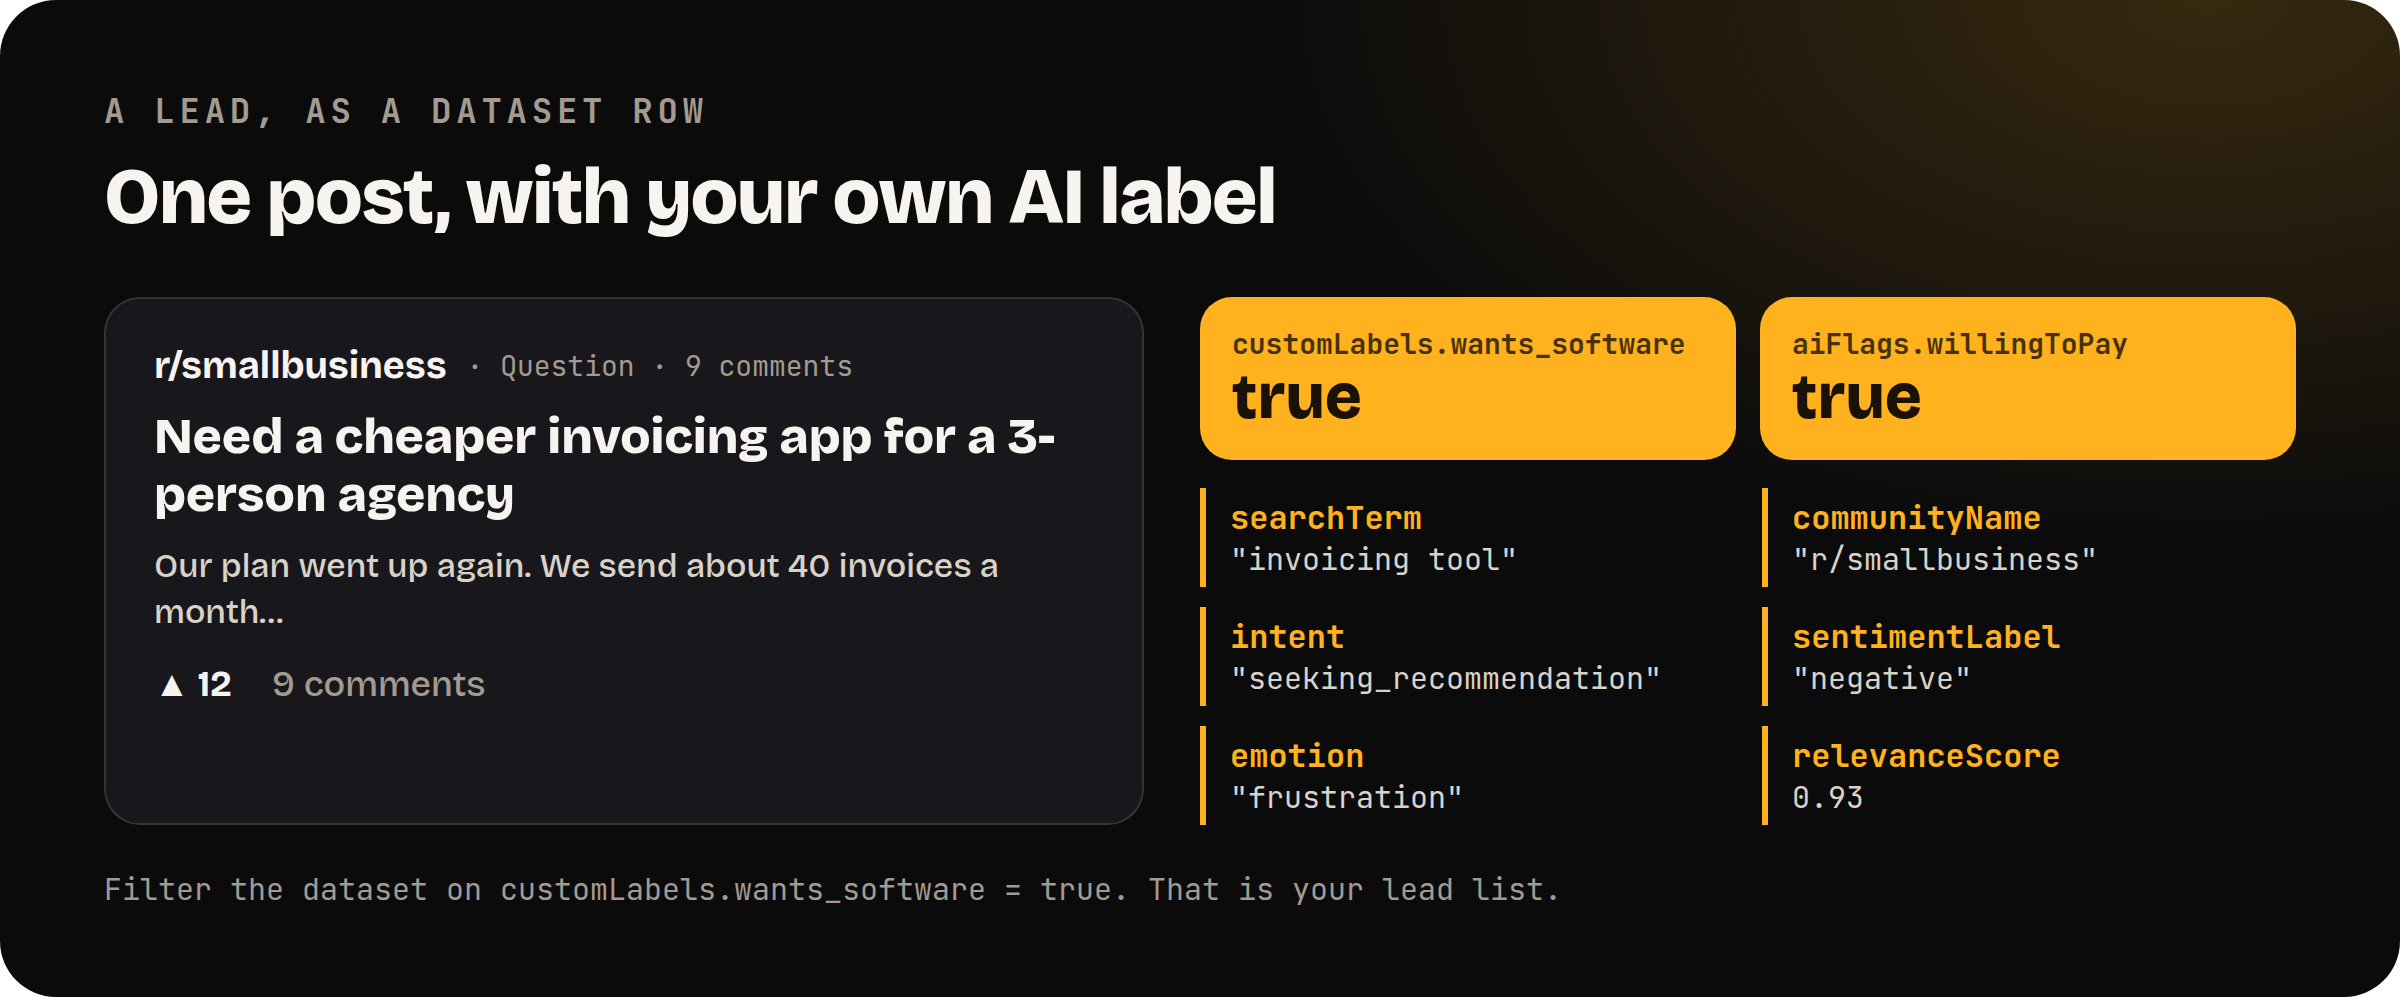 A LEAD, AS A DATASET ROW
One post, with your own AI label
r/smallbusiness · Question · 9 comments
Need a cheaper invoicing app for a 3-
person agency
Our plan went up again. We send about 40 invoices a
month...
▲ 12 9 comments
customLabels.wants_software
true
aiFlags.willingToPay
true
searchTerm
"invoicing tool"
communityName
"r/smallbusiness"
intent
"seeking_recommendation"
sentimentLabel
"negative"
emotion
"frustration"
relevanceScore
0.93
Filter the dataset on customLabels.wants_software = true. That is your lead list.